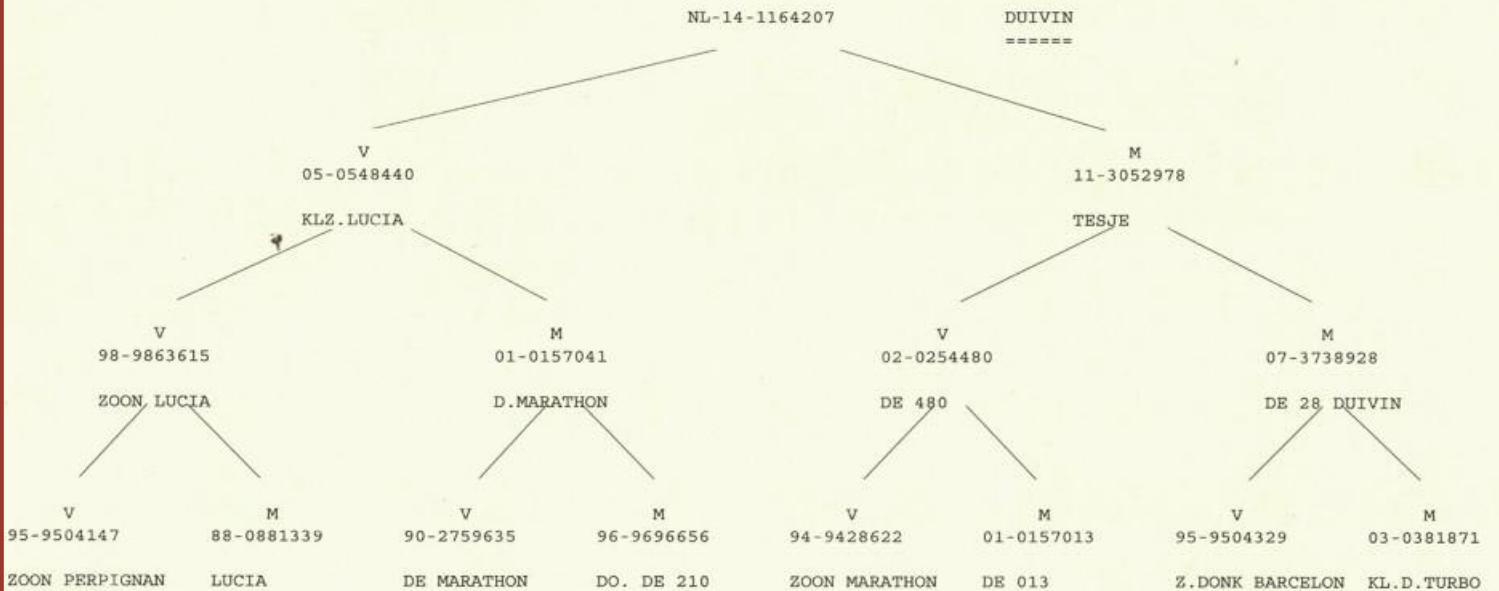 NL-14-1164207 DUIVIN
======
V M
05-0548440 11-3052978
KLZ.LUCIA TESJE
V M V M
98-9863615 01-0157041 02-0254480 07-3738928
ZOON LUCIA D.MARATHON DE 480 DE 28 DUIVIN
V M V M V M V M
95-9504147 88-0881339 90-2759635 96-9696656 94-9428622 01-0157013 95-9504329 03-0381871
ZOON PERPIGNAN LUCIA DE MARATHON DO. DE 210 ZOON MARATHON DE 013 Z.DONK BARCELON KL.D.TURBO